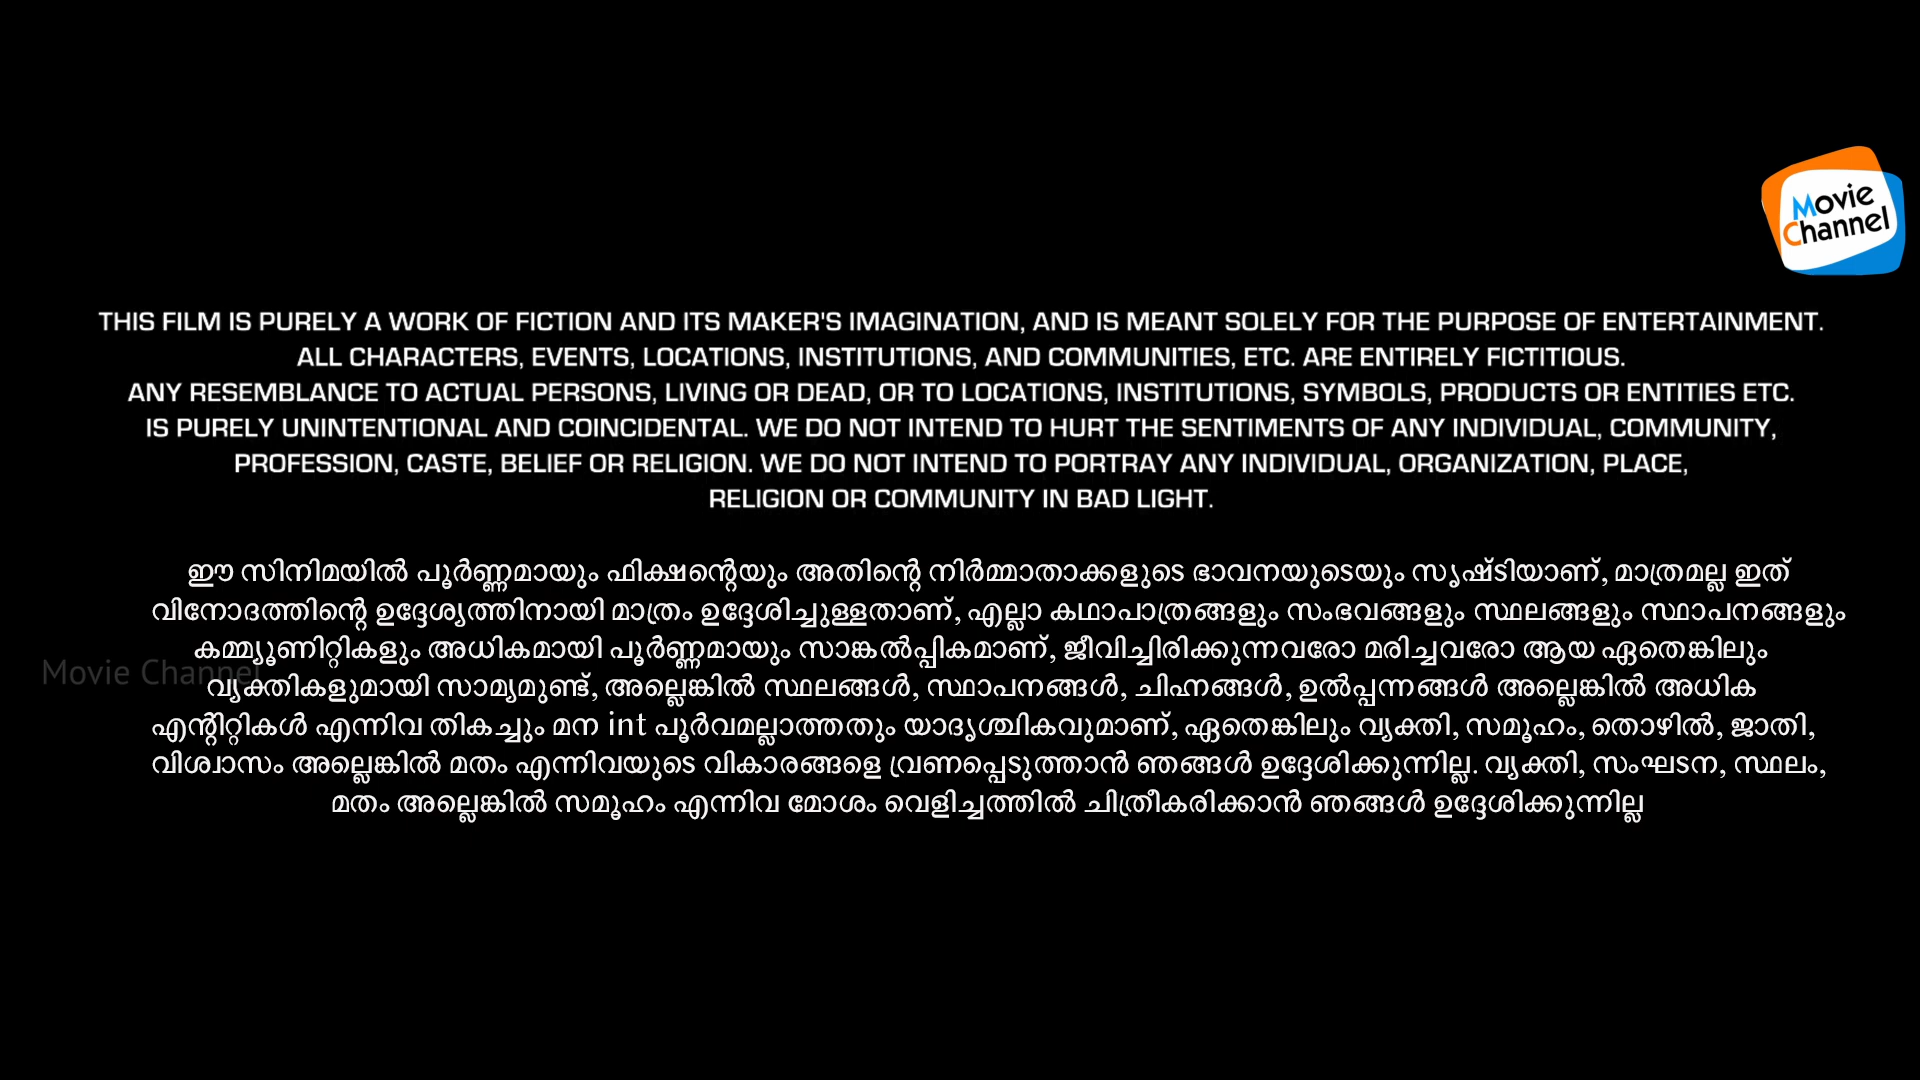 Movie
Channel
THIS FILM IS PURELY A WORK OF FICTION AND ITS MAKER'S IMAGINATION, AND IS MEANT SOLELY FOR THE PURPOSE OF ENTERTAINMENT.
ALL CHARACTERS, EVENTS, LOCATIONS, INSTITUTIONS, AND COMMUNITIES, ETC. ARE ENTIRELY FICTITIOUS.
ANY RESEMBLANCE TO ACTUAL PERSONS, LIVING OR DEAD, OR TO LOCATIONS, INSTITUTIONS, SYMBOLS, PRODUCTS OR ENTITIES ETC.
IS PURELY UNINTENTIONAL AND COINCIDENTAL. WE DO NOT INTEND TO HURT THE SENTIMENTS OF ANY INDIVIDUAL, COMMUNITY,
PROFESSION, CASTE, BELIEF OR RELIGION. WE DO NOT INTEND TO PORTRAY ANY INDIVIDUAL, ORGANIZATION, PLACE,
RELIGION OR COMMUNITY IN BAD LIGHT.
ഈ സിനിമയിൽ പൂർണ്ണമായും ഫിക്ഷന്റെയും അതിന്റെ നിർമ്മാതാക്കളുടെ ഭാവനയുടെയും സൃഷ്ടിയാണ്, മാത്രമല്ല ഇത്
വിനോദത്തിന്റെ ഉദ്ദേശ്യത്തിനായി മാത്രം ഉദ്ദേശിച്ചുള്ളതാണ്, എല്ലാ കഥാപാത്രങ്ങളും സംഭവങ്ങളും സ്ഥലങ്ങളും സ്ഥാപനങ്ങളും
കമ്മ്യൂണിറ്റികളും അധികമായി പൂർണ്ണമായും സാങ്കൽപ്പികമാണ്, ജീവിച്ചിരിക്കുന്നവരോ മരിച്ചവരോ ആയ ഏതെങ്കിലും
Movie Channel
വ്യക്തികളുമായി സാമ്യമുണ്ട്, അല്ലെങ്കിൽ സ്ഥലങ്ങൾ, സ്ഥാപനങ്ങൾ, ചിഹ്നങ്ങൾ, ഉൽപ്പന്നങ്ങൾ അല്ലെങ്കിൽ അധിക
എന്റിറ്റികൾ എന്നിവ തികച്ചും മന int പൂർവമല്ലാത്തതും യാദൃശ്ചികവുമാണ്, ഏതെങ്കിലും വ്യക്തി, സമൂഹം, തൊഴിൽ, ജാതി,
വിശ്വാസം അല്ലെങ്കിൽ മതം എന്നിവയുടെ വികാരങ്ങളെ വ്രണപ്പെടുത്താൻ ഞങ്ങൾ ഉദ്ദേശിക്കുന്നില്ല. വ്യക്തി, സംഘടന, സ്ഥലം,
മതം അല്ലെങ്കിൽ സമൂഹം എന്നിവ മോശം വെളിച്ചത്തിൽ ചിത്രീകരിക്കാൻ ഞങ്ങൾ ഉദ്ദേശിക്കുന്നില്ല